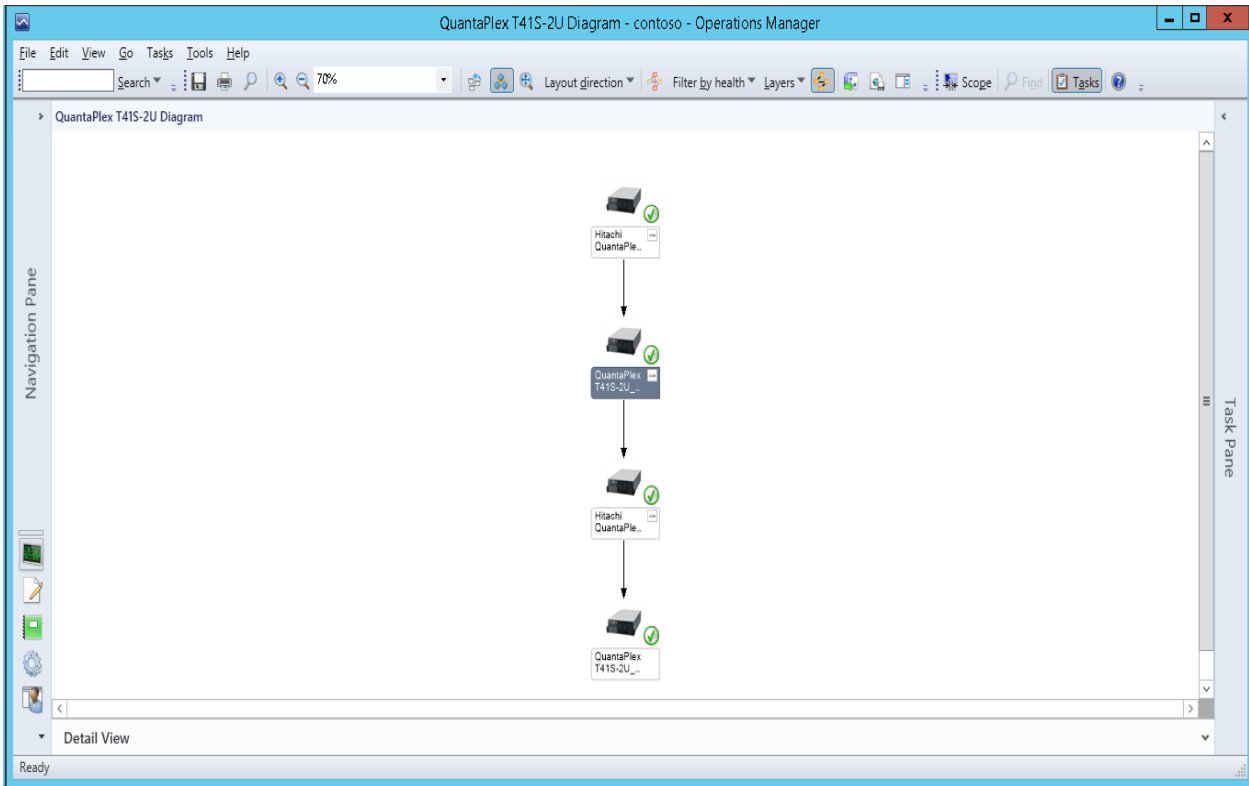 QuantaPlex T41S-2U Diagram - contoso - Operations Manager
File Edit View Go Tasks Tools Help
Search 70% Layout direction Filter by health Layers Scope Find Tasks
QuantaPlex T41S-2U Diagram
Navigation Pane
Hitachi
QuantaPle...
QuantaPlex
T41S-2U_...
Hitachi
QuantaPle...
QuantaPlex
T41S-2U_...
Task Pane
Detail View
Ready